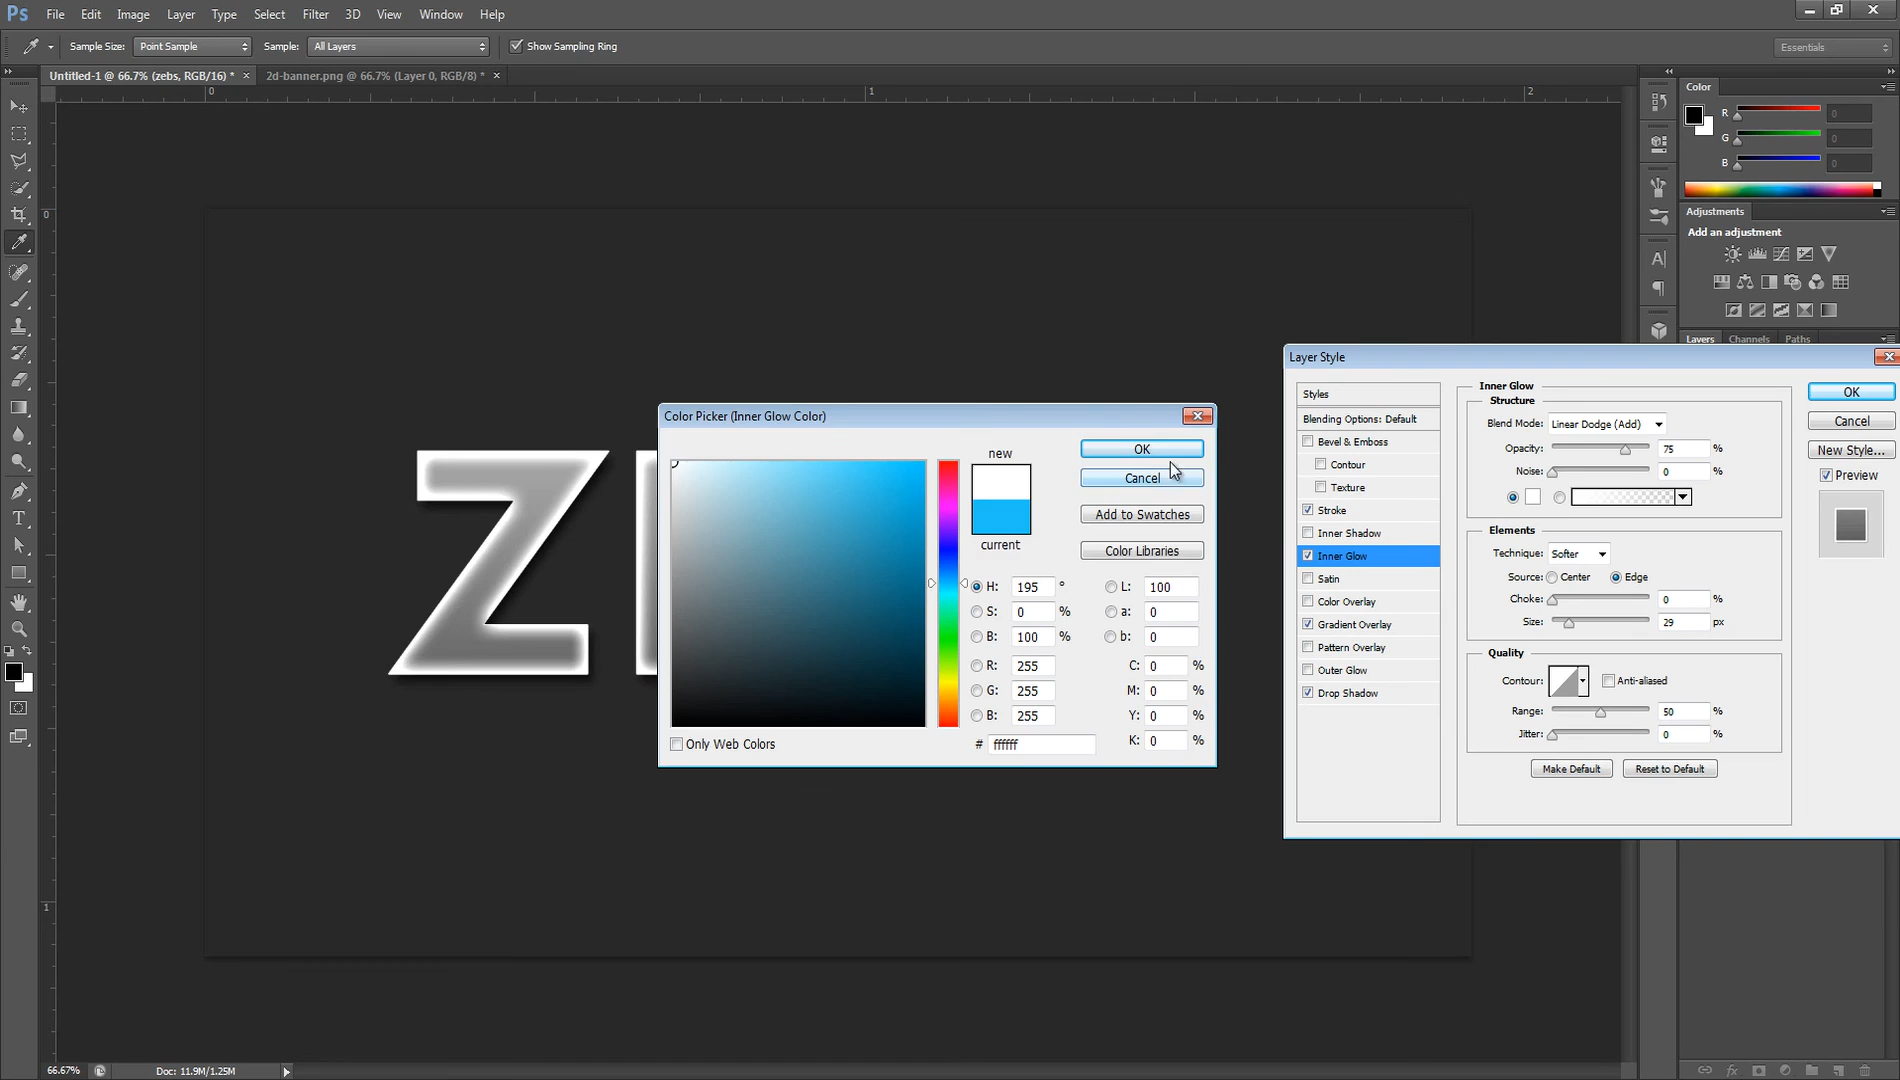 Ps File Edit Image Layer Type Select Filter 3D View Window Help
Sample Size: Point Sample Sample: All Layers Show Sampling Ring Essentials
Untitled-1 @ 66.7% (zebs, RGB/16) * × 2d-banner.png @ 66.7% (Layer 0, RGB/8) * ×
0 1 2
0
1
Color
R 0
G 0
B 0
Adjustments
Add an adjustment
Layers Channels Paths
Z
Color Picker (Inner Glow Color)
new
current
OK
Cancel
Add to Swatches
Color Libraries
H: 195 °
S: 0 %
B: 100 %
R: 255
G: 255
B: 255
# ffffff
L: 100
a: 0
b: 0
C: 0 %
M: 0 %
Y: 0 %
K: 0 %
Only Web Colors
Layer Style
Styles
Blending Options: Default
Bevel & Emboss
Contour
Texture
Stroke
Inner Shadow
Inner Glow
Satin
Color Overlay
Gradient Overlay
Pattern Overlay
Outer Glow
Drop Shadow
Inner Glow
Structure
Blend Mode: Linear Dodge (Add)
Opacity: 75 %
Noise: 0 %
Elements
Technique: Softer
Source: Center Edge
Choke: 0 %
Size: 29 px
Quality
Contour: Anti-aliased
Range: 50 %
Jitter: 0 %
Make Default Reset to Default
OK
Cancel
New Style...
Preview
66.67% Doc: 11.9M/1.25M
fx